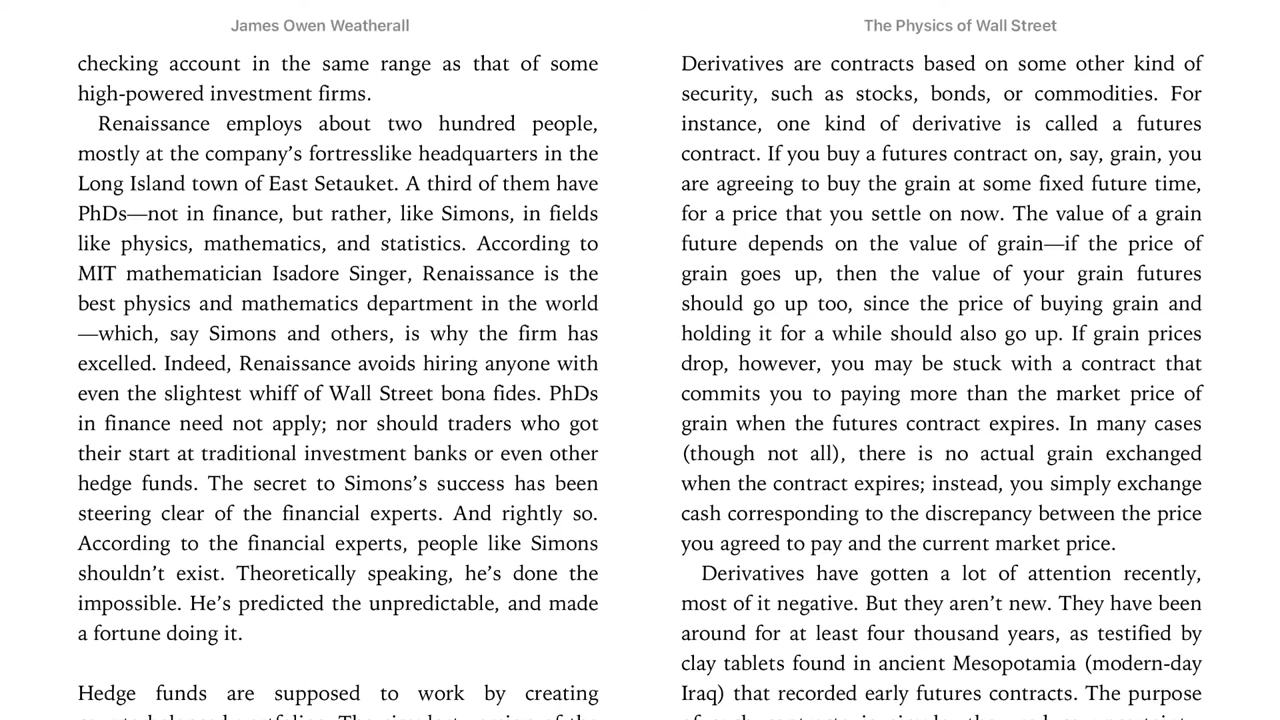 James Owen Weatherall
checking account in the same range as that of some
high-powered investment firms.
Renaissance employs about two hundred people,
mostly at the company’s fortresslike headquarters in the
Long Island town of East Setauket. A third of them have
PhDs—not in finance, but rather, like Simons, in fields
like physics, mathematics, and statistics. According to
MIT mathematician Isadore Singer, Renaissance is the
best physics and mathematics department in the world
—which, say Simons and others, is why the firm has
excelled. Indeed, Renaissance avoids hiring anyone with
even the slightest whiff of Wall Street bona fides. PhDs
in finance need not apply; nor should traders who got
their start at traditional investment banks or even other
hedge funds. The secret to Simons’s success has been
steering clear of the financial experts. And rightly so.
According to the financial experts, people like Simons
shouldn’t exist. Theoretically speaking, he’s done the
impossible. He’s predicted the unpredictable, and made
a fortune doing it.
Hedge funds are supposed to work by creating
The Physics of Wall Street
Derivatives are contracts based on some other kind of
security, such as stocks, bonds, or commodities. For
instance, one kind of derivative is called a futures
contract. If you buy a futures contract on, say, grain, you
are agreeing to buy the grain at some fixed future time,
for a price that you settle on now. The value of a grain
future depends on the value of grain—if the price of
grain goes up, then the value of your grain futures
should go up too, since the price of buying grain and
holding it for a while should also go up. If grain prices
drop, however, you may be stuck with a contract that
commits you to paying more than the market price of
grain when the futures contract expires. In many cases
(though not all), there is no actual grain exchanged
when the contract expires; instead, you simply exchange
cash corresponding to the discrepancy between the price
you agreed to pay and the current market price.
Derivatives have gotten a lot of attention recently,
most of it negative. But they aren’t new. They have been
around for at least four thousand years, as testified by
clay tablets found in ancient Mesopotamia (modern-day
Iraq) that recorded early futures contracts. The purpose